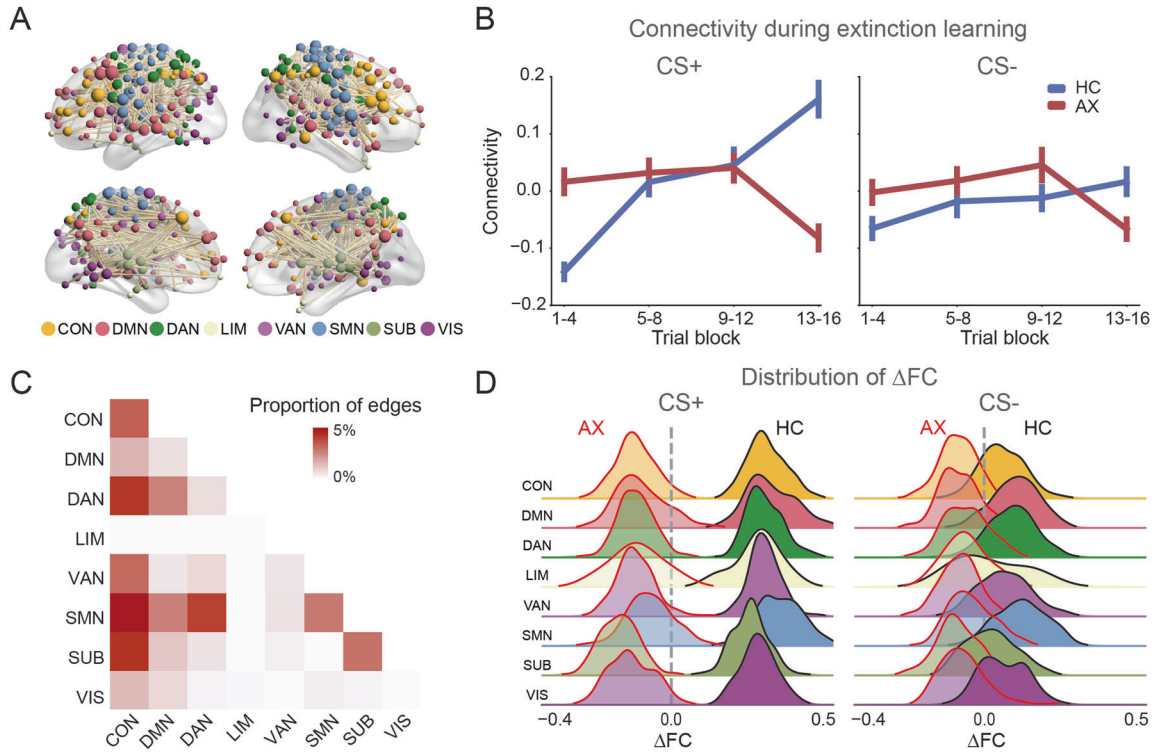 A
CON DMN DAN LIM VAN SMN SUB VIS
B
Connectivity during extinction learning
CS+
CS-
HC
AX
Connectivity
0.2
0.1
0.0
−0.1
−0.2
1-4
5-8
9-12
13-16
Trial block
1-4
5-8
9-12
13-16
Trial block
C
Proportion of edges
5%
0%
CON
DMN
DAN
LIM
VAN
SMN
SUB
VIS
CON DMN DAN LIM VAN SMN SUB VIS
D
Distribution of ΔFC
CS+
CS-
AX
HC
AX
HC
CON
DMN
DAN
LIM
VAN
SMN
SUB
VIS
−0.4 0.0 0.5
ΔFC
−0.4 0.0 0.5
ΔFC